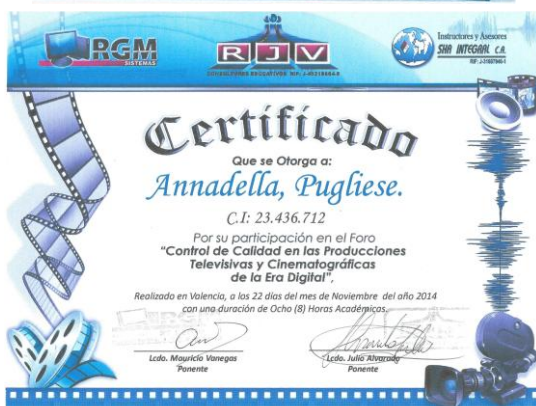 RGM
SISTEMAS
RJV
CONSULTORES EDUCATIVOS
Instructores y Asesores
SHA INTEGRAL C.A.
Certificado
Que se Otorga a:
Annadella, Pugliese.
C.I: 23.436.712
Por su participación en el Foro
"Control de Calidad en las Producciones
Televisivas y Cinematográficas
de la Era Digital",
Realizado en Valencia, a los 22 días del mes de Noviembre del año 2014
con una duración de Ocho (8) Horas Académicas.
Lcdo. Mauricio Vanegas
Ponente
Lcdo. Julio Alvarado
Ponente